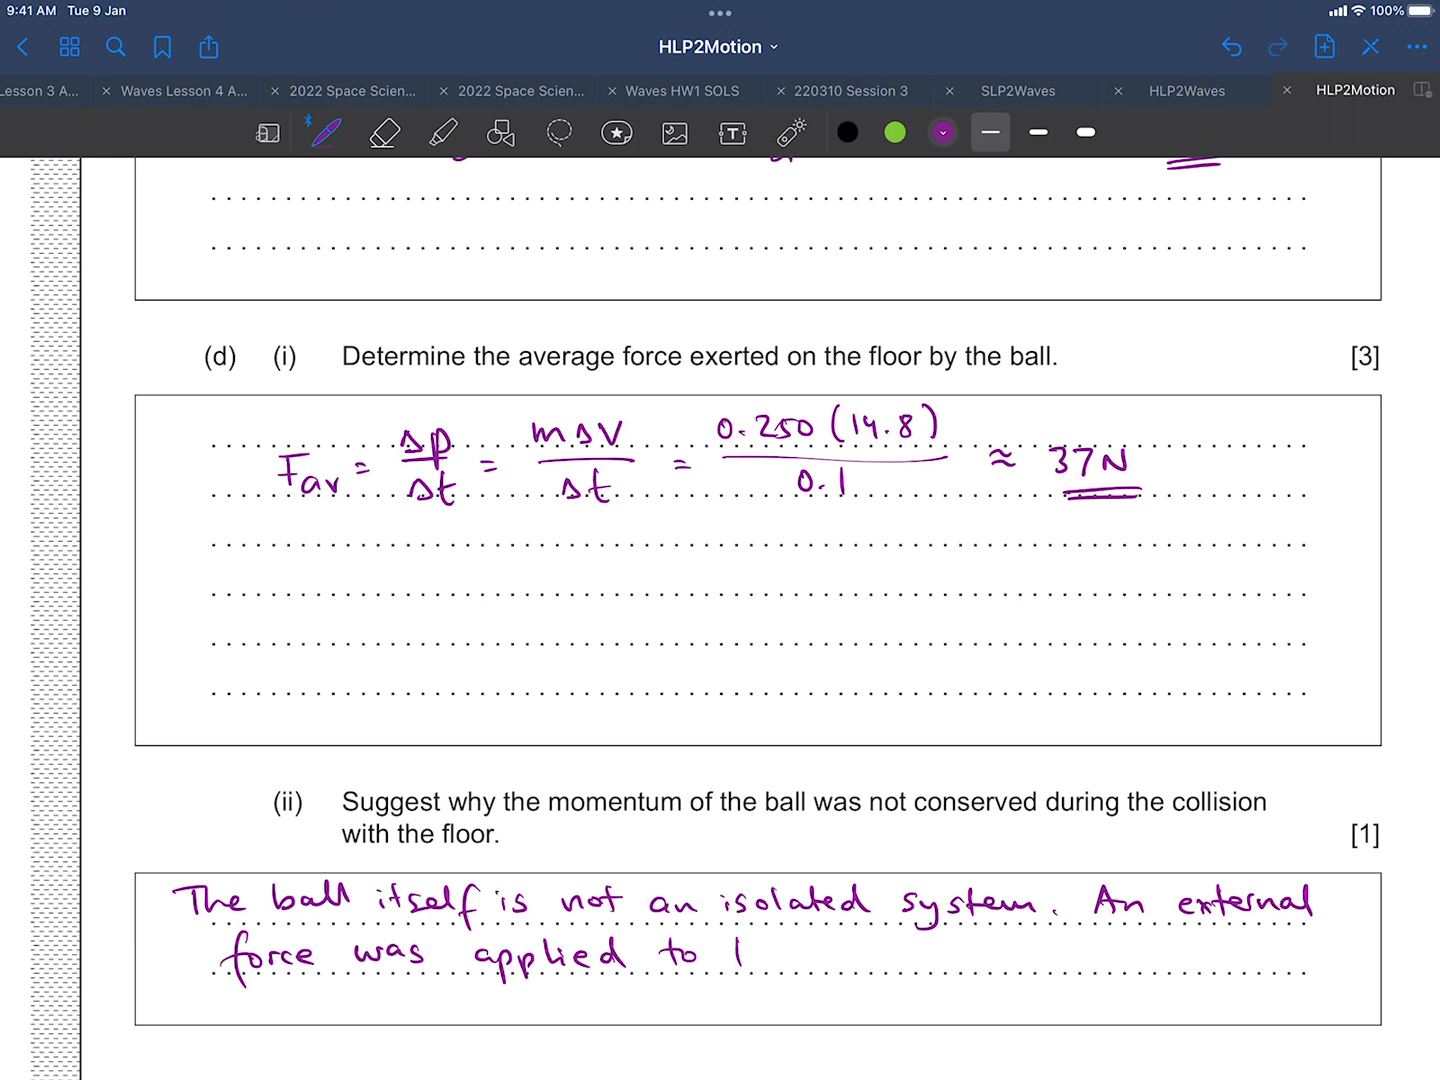 9:41 AM Tue 9 Jan
100%
HLP2Motion
Lesson 3 A...
Waves Lesson 4 A...
2022 Space Scien...
2022 Space Scien...
Waves HW1 SOLS
220310 Session 3
SLP2Waves
HLP2Waves
HLP2Motion
(d) (i) Determine the average force exerted on the floor by the ball. [3]
Fav = Δp/Δt = mΔv/Δt = 0.250(14.8)/0.1 ≈ 37N
(ii) Suggest why the momentum of the ball was not conserved during the collision
with the floor. [1]
The ball itself is not an isolated system. An external
force was applied to